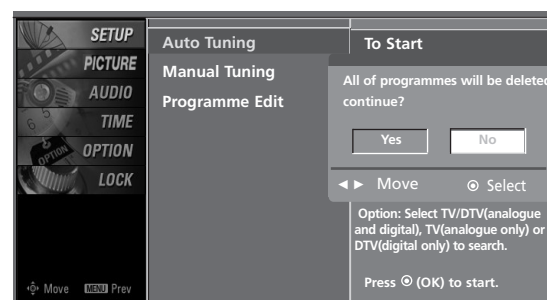 SETUP
PICTURE
AUDIO
TIME
OPTION
LOCK
Move MENU Prev
Auto Tuning
Manual Tuning
Programme Edit
To Start
All of programmes will be deleted
continue?
Yes No
◄ ► Move ⊙ Select
Option: Select TV/DTV(analogue
and digital), TV(analogue only) or
DTV(digital only) to search.
Press ⊙ (OK) to start.